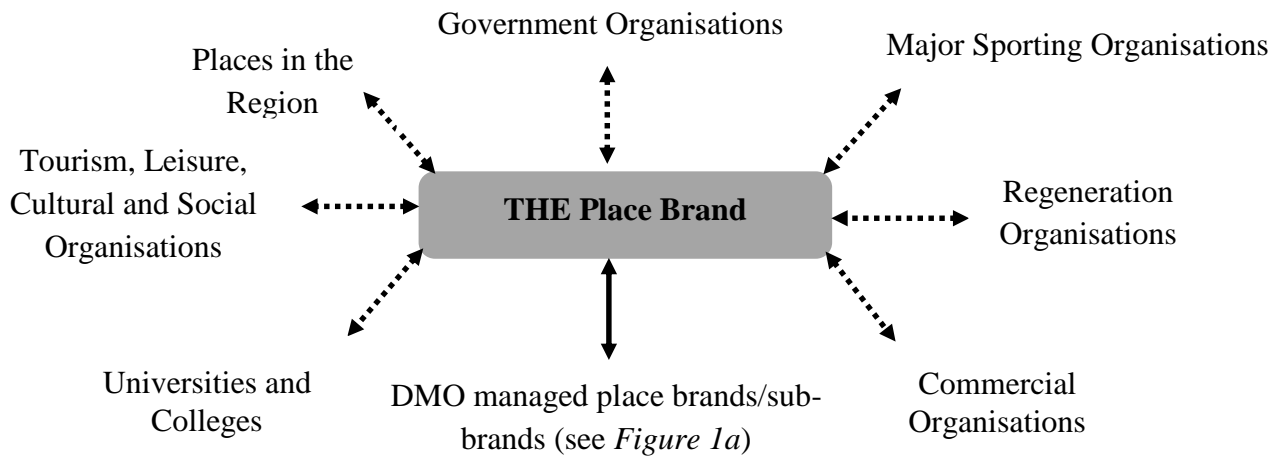 Government Organisations
Major Sporting Organisations
Places in the
Region
Tourism, Leisure,
Cultural and Social
Organisations
THE Place Brand
Regeneration
Organisations
Universities and
Colleges
DMO managed place brands/sub-
brands (see Figure 1a)
Commercial
Organisations